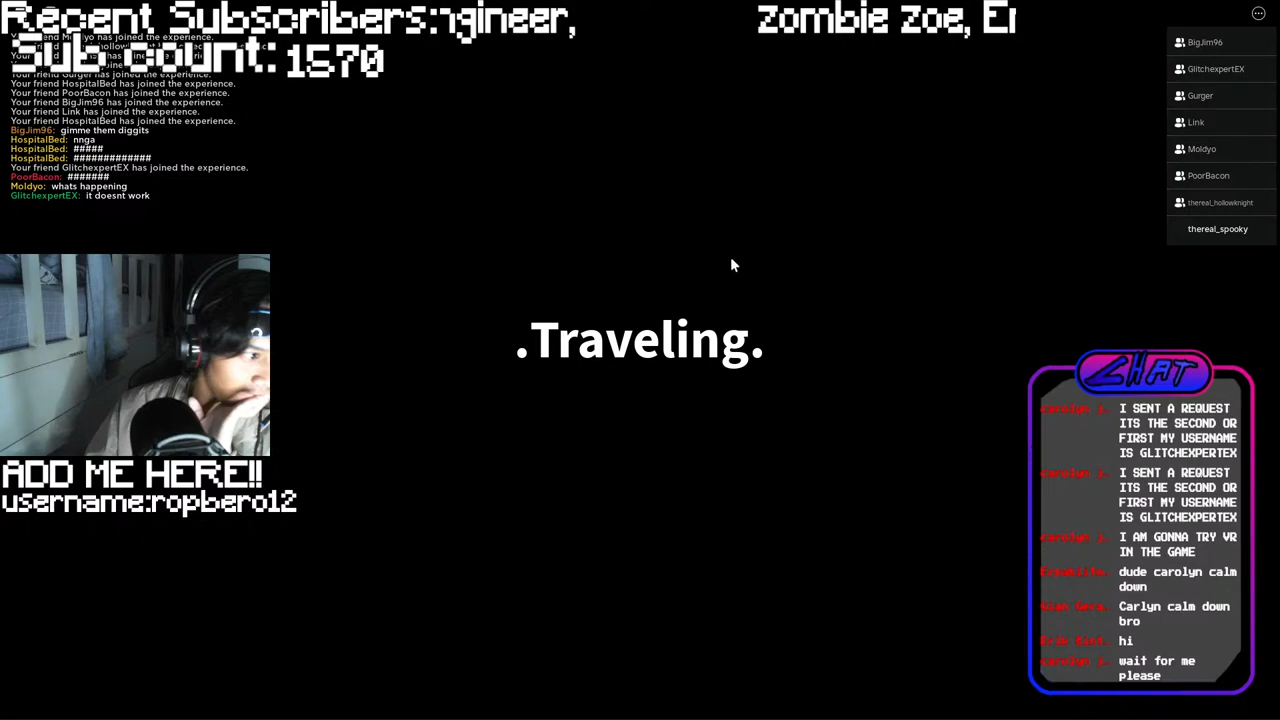 Recent Subscribers: ngineer, zombie Zoe, Er
Sub count: 1570
Your friend Gurger has joined the experience.
Your friend HospitalBed has joined the experience.
Your friend PoorBacon has joined the experience.
Your friend BigJim96 has joined the experience.
Your friend Link has joined the experience.
Your friend HospitalBed has joined the experience.
BigJim96: gimme them diggits
HospitalBed: nnga
HospitalBed: #####
HospitalBed: #############
Your friend GlitchexpertEX has joined the experience.
PoorBacon: #######
Moldyo: whats happening
GlitchexpertEX: it doesnt work
BigJim96
GlitchexpertEX
Gurger
Link
Moldyo
PoorBacon
thereal_hollowknight
thereal_spooky
.Traveling.
ADD ME HERE!!
username:ropbero12
CHAT
carolyn j. I SENT A REQUEST
ITS THE SECOND OR
FIRST MY USERNAME
IS GLITCHEXPERTEX
carolyn j. I SENT A REQUEST
ITS THE SECOND OR
FIRST MY USERNAME
IS GLITCHEXPERTEX
carolyn j. I AM GONNA TRY VR
IN THE GAME
dude carolyn calm
down
Carlyn calm down
bro
hi
carolyn j. wait for me
please